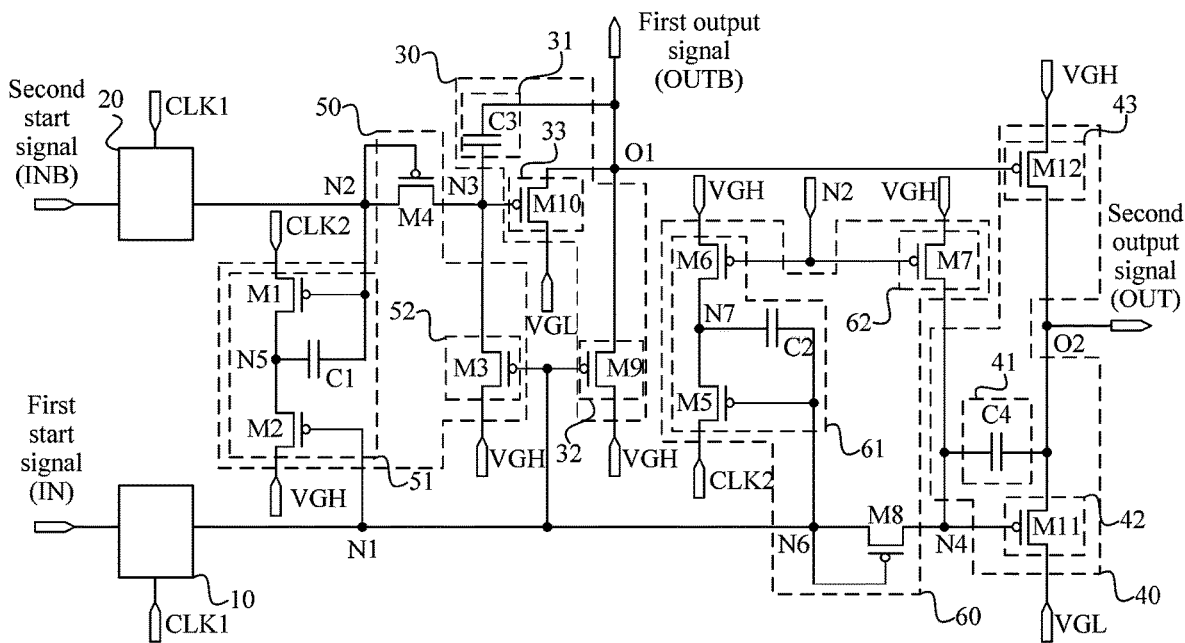 First output
signal
(OUTB)
31
30
VGH
Second
start
signal
(INB)
20
CLK1
50
C3
33
43
O1
M12
N2
N3
M10
M4
VGH
N2
VGH
Second
output
signal
(OUT)
CLK2
M6
M7
M1
VGL
52
N7
62
C2
O2
N5
C1
M3
M9
41
First
start
signal
(IN)
M2
M5
C4
32
61
VGH
51
VGH
VGH
CLK2
M8
M11
42
N1
N6
N4
10
CLK1
60
40
VGL